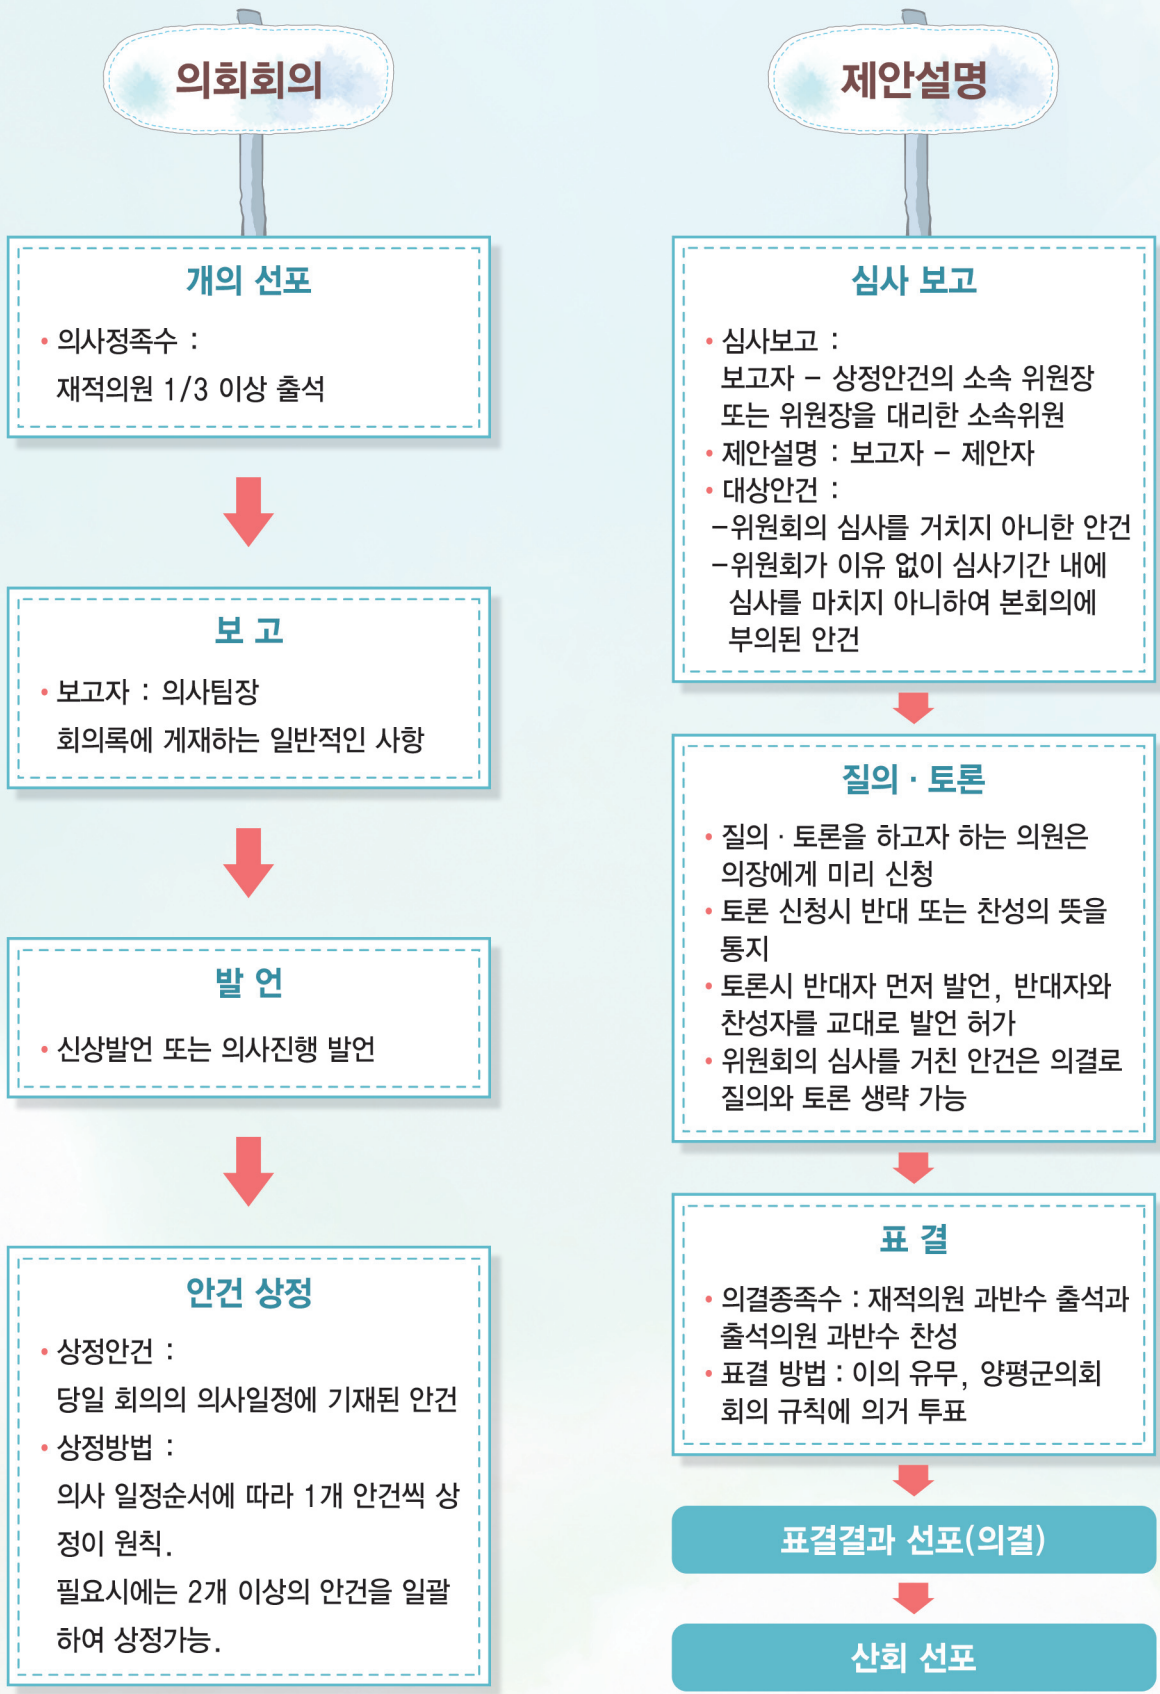 의회회의
개의 선포
• 의사정족수 :
재적의원 1/3 이상 출석
보 고
• 보고자 : 의사팀장
회의록에 게재하는 일반적인 사항
발 언
• 신상발언 또는 의사진행 발언
안건 상정
• 상정안건 :
당일 회의의 의사일정에 기재된 안건
• 상정방법 :
의사 일정순서에 따라 1개 안건씩 상
정이 원칙.
필요시에는 2개 이상의 안건을 일괄
하여 상정가능.
제안설명
심사 보고
• 심사보고 :
보고자 - 상정안건의 소속 위원장
또는 위원장을 대리한 소속위원
• 제안설명 : 보고자 - 제안자
• 대상안건 :
-위원회의 심사를 거치지 아니한 안건
-위원회가 이유 없이 심사기간 내에
심사를 마치지 아니하여 본회의에
부의된 안건
질의 · 토론
• 질의 · 토론을 하고자 하는 의원은
의장에게 미리 신청
• 토론 신청시 반대 또는 찬성의 뜻을
통지
• 토론시 반대자 먼저 발언, 반대자와
찬성자를 교대로 발언 허가
• 위원회의 심사를 거친 안건은 의결로
질의와 토론 생략 가능
표 결
• 의결종족수 : 재적의원 과반수 출석과
출석의원 과반수 찬성
• 표결 방법 : 이의 유무, 양평군의회
회의 규칙에 의거 투표
표결결과 선포(의결)
산회 선포